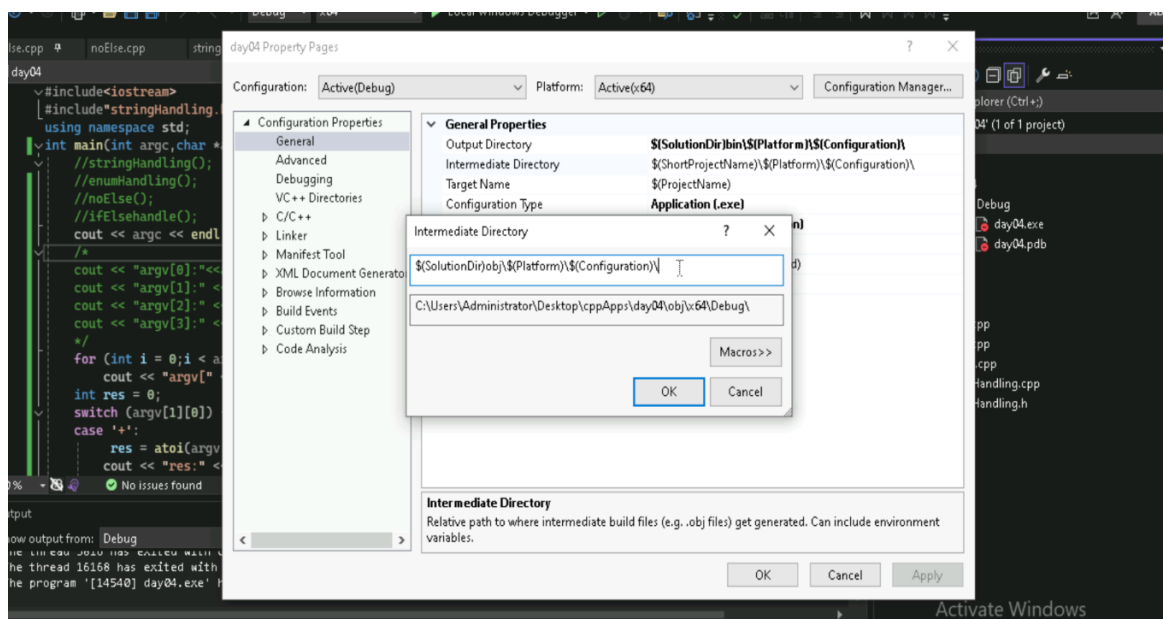 Debug x64 Local Windows Debugger
lse.cpp noElse.cpp string
day04
#include<iostream>
#include"stringHandling.
using namespace std;
int main(int argc,char *
//stringHandling();
//enumHandling();
//noElse();
//ifElsehandle();
cout << argc << endl
/*
cout << "argv[0]:"<<
cout << "argv[1]:" <
cout << "argv[2]:" <
cout << "argv[3]:" <
*/
for (int i = 0;i < a
cout << "argv["
int res = 0;
switch (argv[1][0])
case '+':
res = atoi(argv
cout << "res:" <
% No issues found
tput
ow output from: Debug
he thread 16168 has exited with
he program '[14540] day04.exe' h
day04 Property Pages ? ×
Configuration: Active(Debug) Platform: Active(x64) Configuration Manager...
Configuration Properties
General
Advanced
Debugging
VC++ Directories
C/C++
Linker
Manifest Tool
XML Document Generato
Browse Information
Build Events
Custom Build Step
Code Analysis
General Properties
Output Directory $(SolutionDir)bin\$(Platform)\$(Configuration)\
Intermediate Directory $(ShortProjectName)\$(Platform)\$(Configuration)\
Target Name $(ProjectName)
Configuration Type Application (.exe)
n)
d)
Intermediate Directory ? ×
$(SolutionDir)obj\$(Platform)\$(Configuration)\
C:\Users\Administrator\Desktop\cppApps\day04\obj\x64\Debug\
Macros>>
OK Cancel
Intermediate Directory
Relative path to where intermediate build files (e.g. .obj files) get generated. Can include environment
variables.
OK Cancel Apply
plorer (Ctrl+;)
04' (1 of 1 project)
Debug
day04.exe
day04.pdb
pp
pp
.cpp
Handling.cpp
Handling.h
Activate Windows